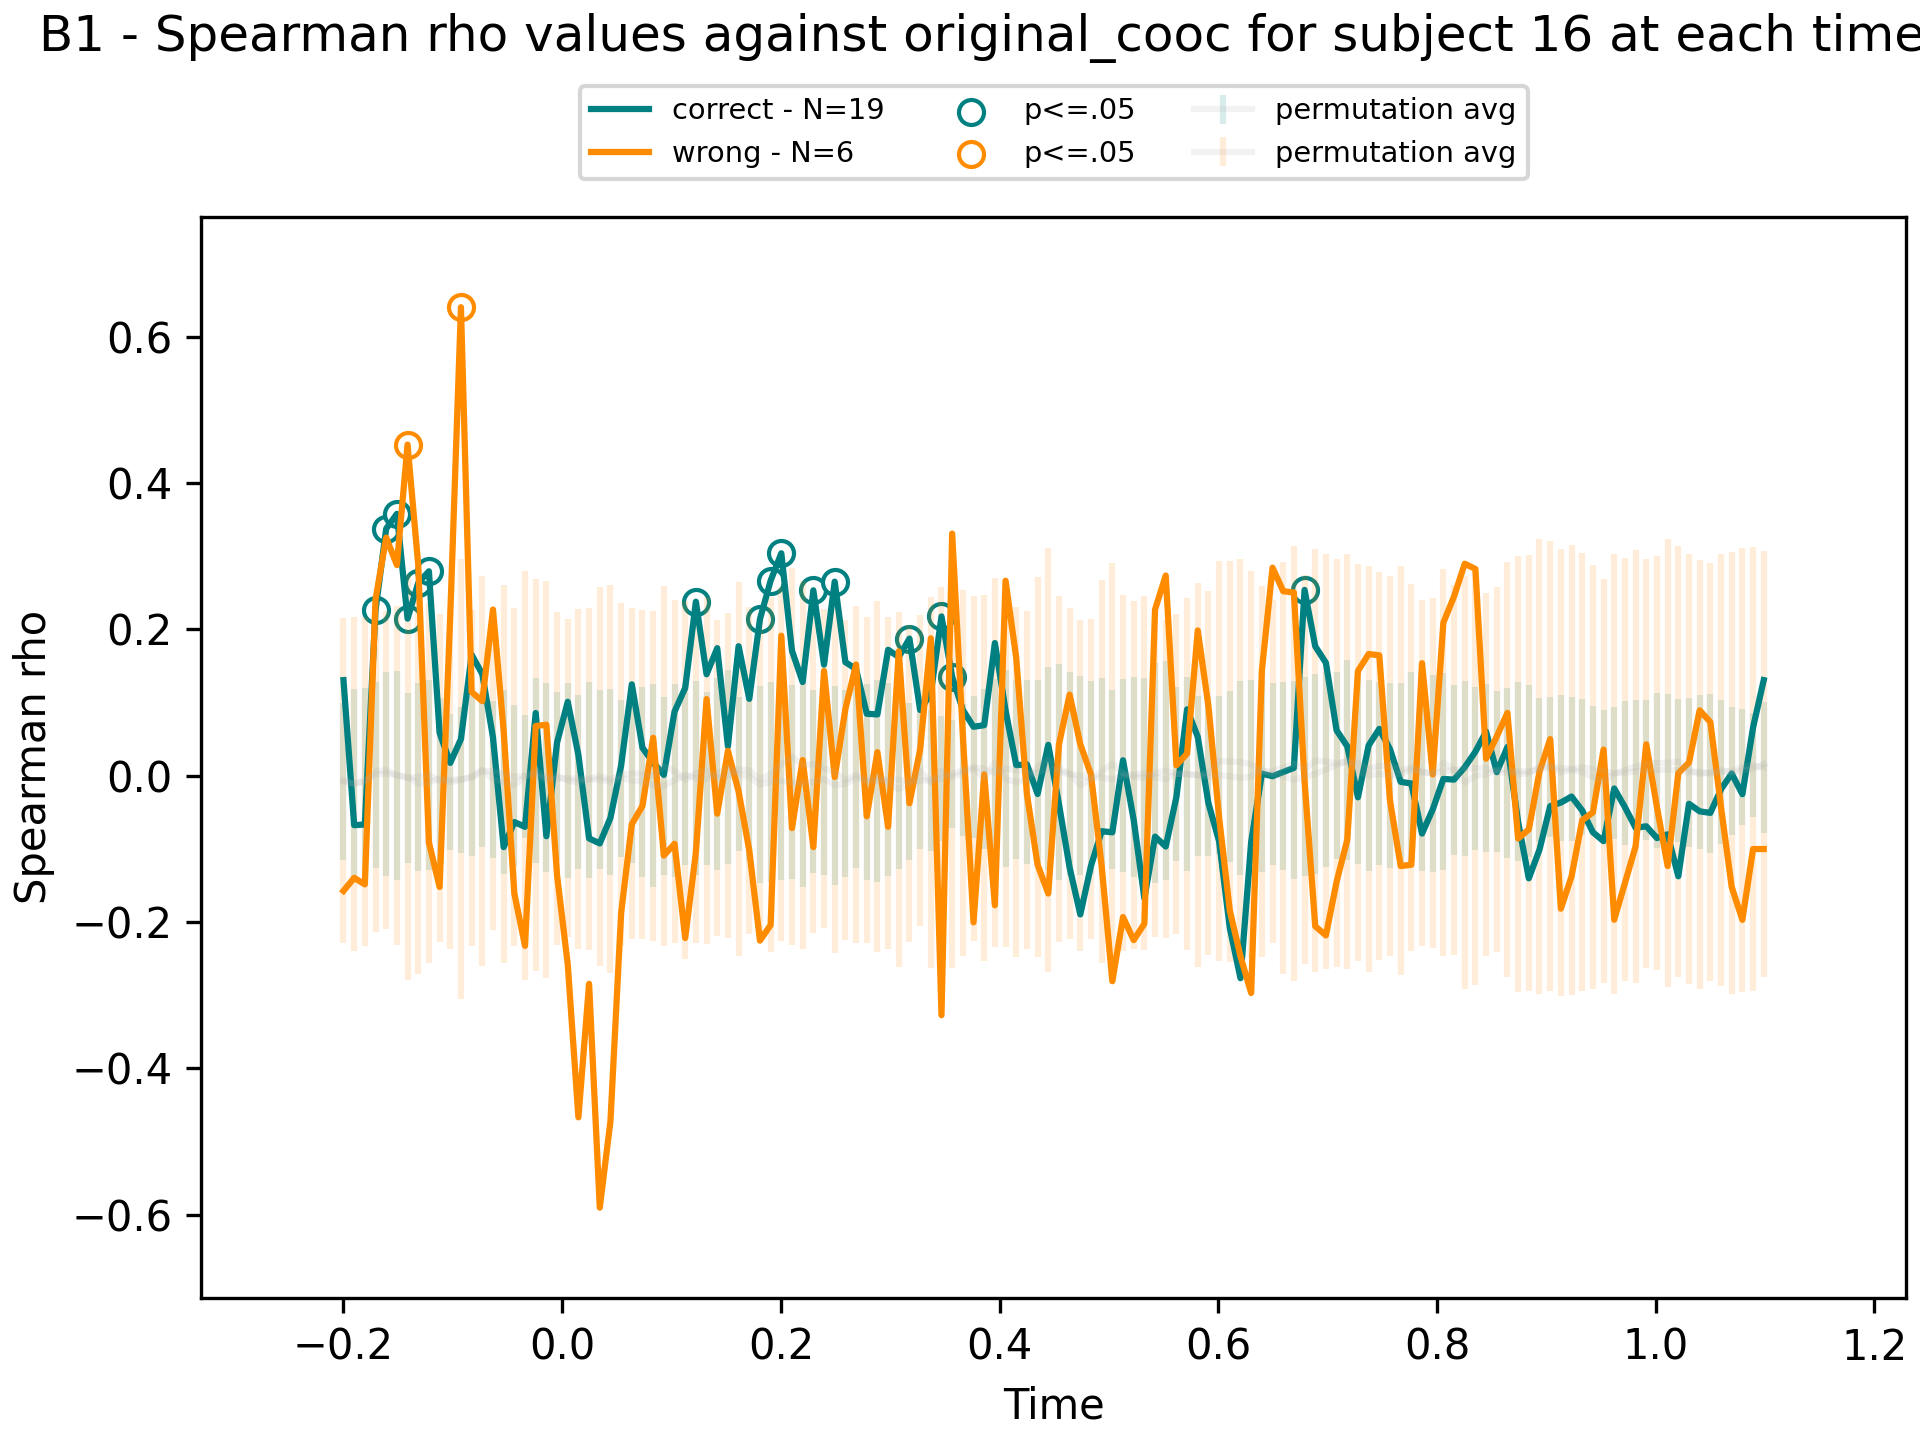 B1 - Spearman rho values against original_cooc for subject 16 at each time
correct - N=19 p<=.05 permutation avg
wrong - N=6 p<=.05 permutation avg
0.6
0.4
0.2
0.0
−0.2
−0.4
−0.6
Spearman rho
−0.2 0.0 0.2 0.4 0.6 0.8 1.0 1.2
Time